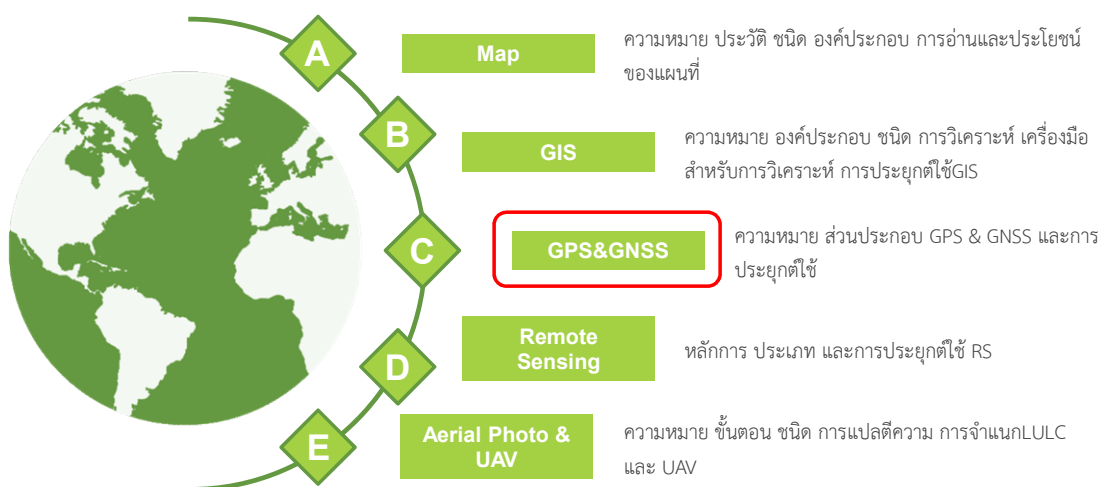 A
Map
ความหมาย ประวัติ ชนิด องค์ประกอบ การอ่านและประโยชน์
ของแผนที่
B
GIS
ความหมาย องค์ประกอบ ชนิด การวิเคราะห์ เครื่องมือ
สำหรับการวิเคราะห์ การประยุกต์ใช้GIS
C
GPS&GNSS
ความหมาย ส่วนประกอบ GPS & GNSS และการ
ประยุกต์ใช้
D
Remote
Sensing
หลักการ ประเภท และการประยุกต์ใช้ RS
E
Aerial Photo &
UAV
ความหมาย ขั้นตอน ชนิด การแปลตีความ การจำแนกLULC
และ UAV